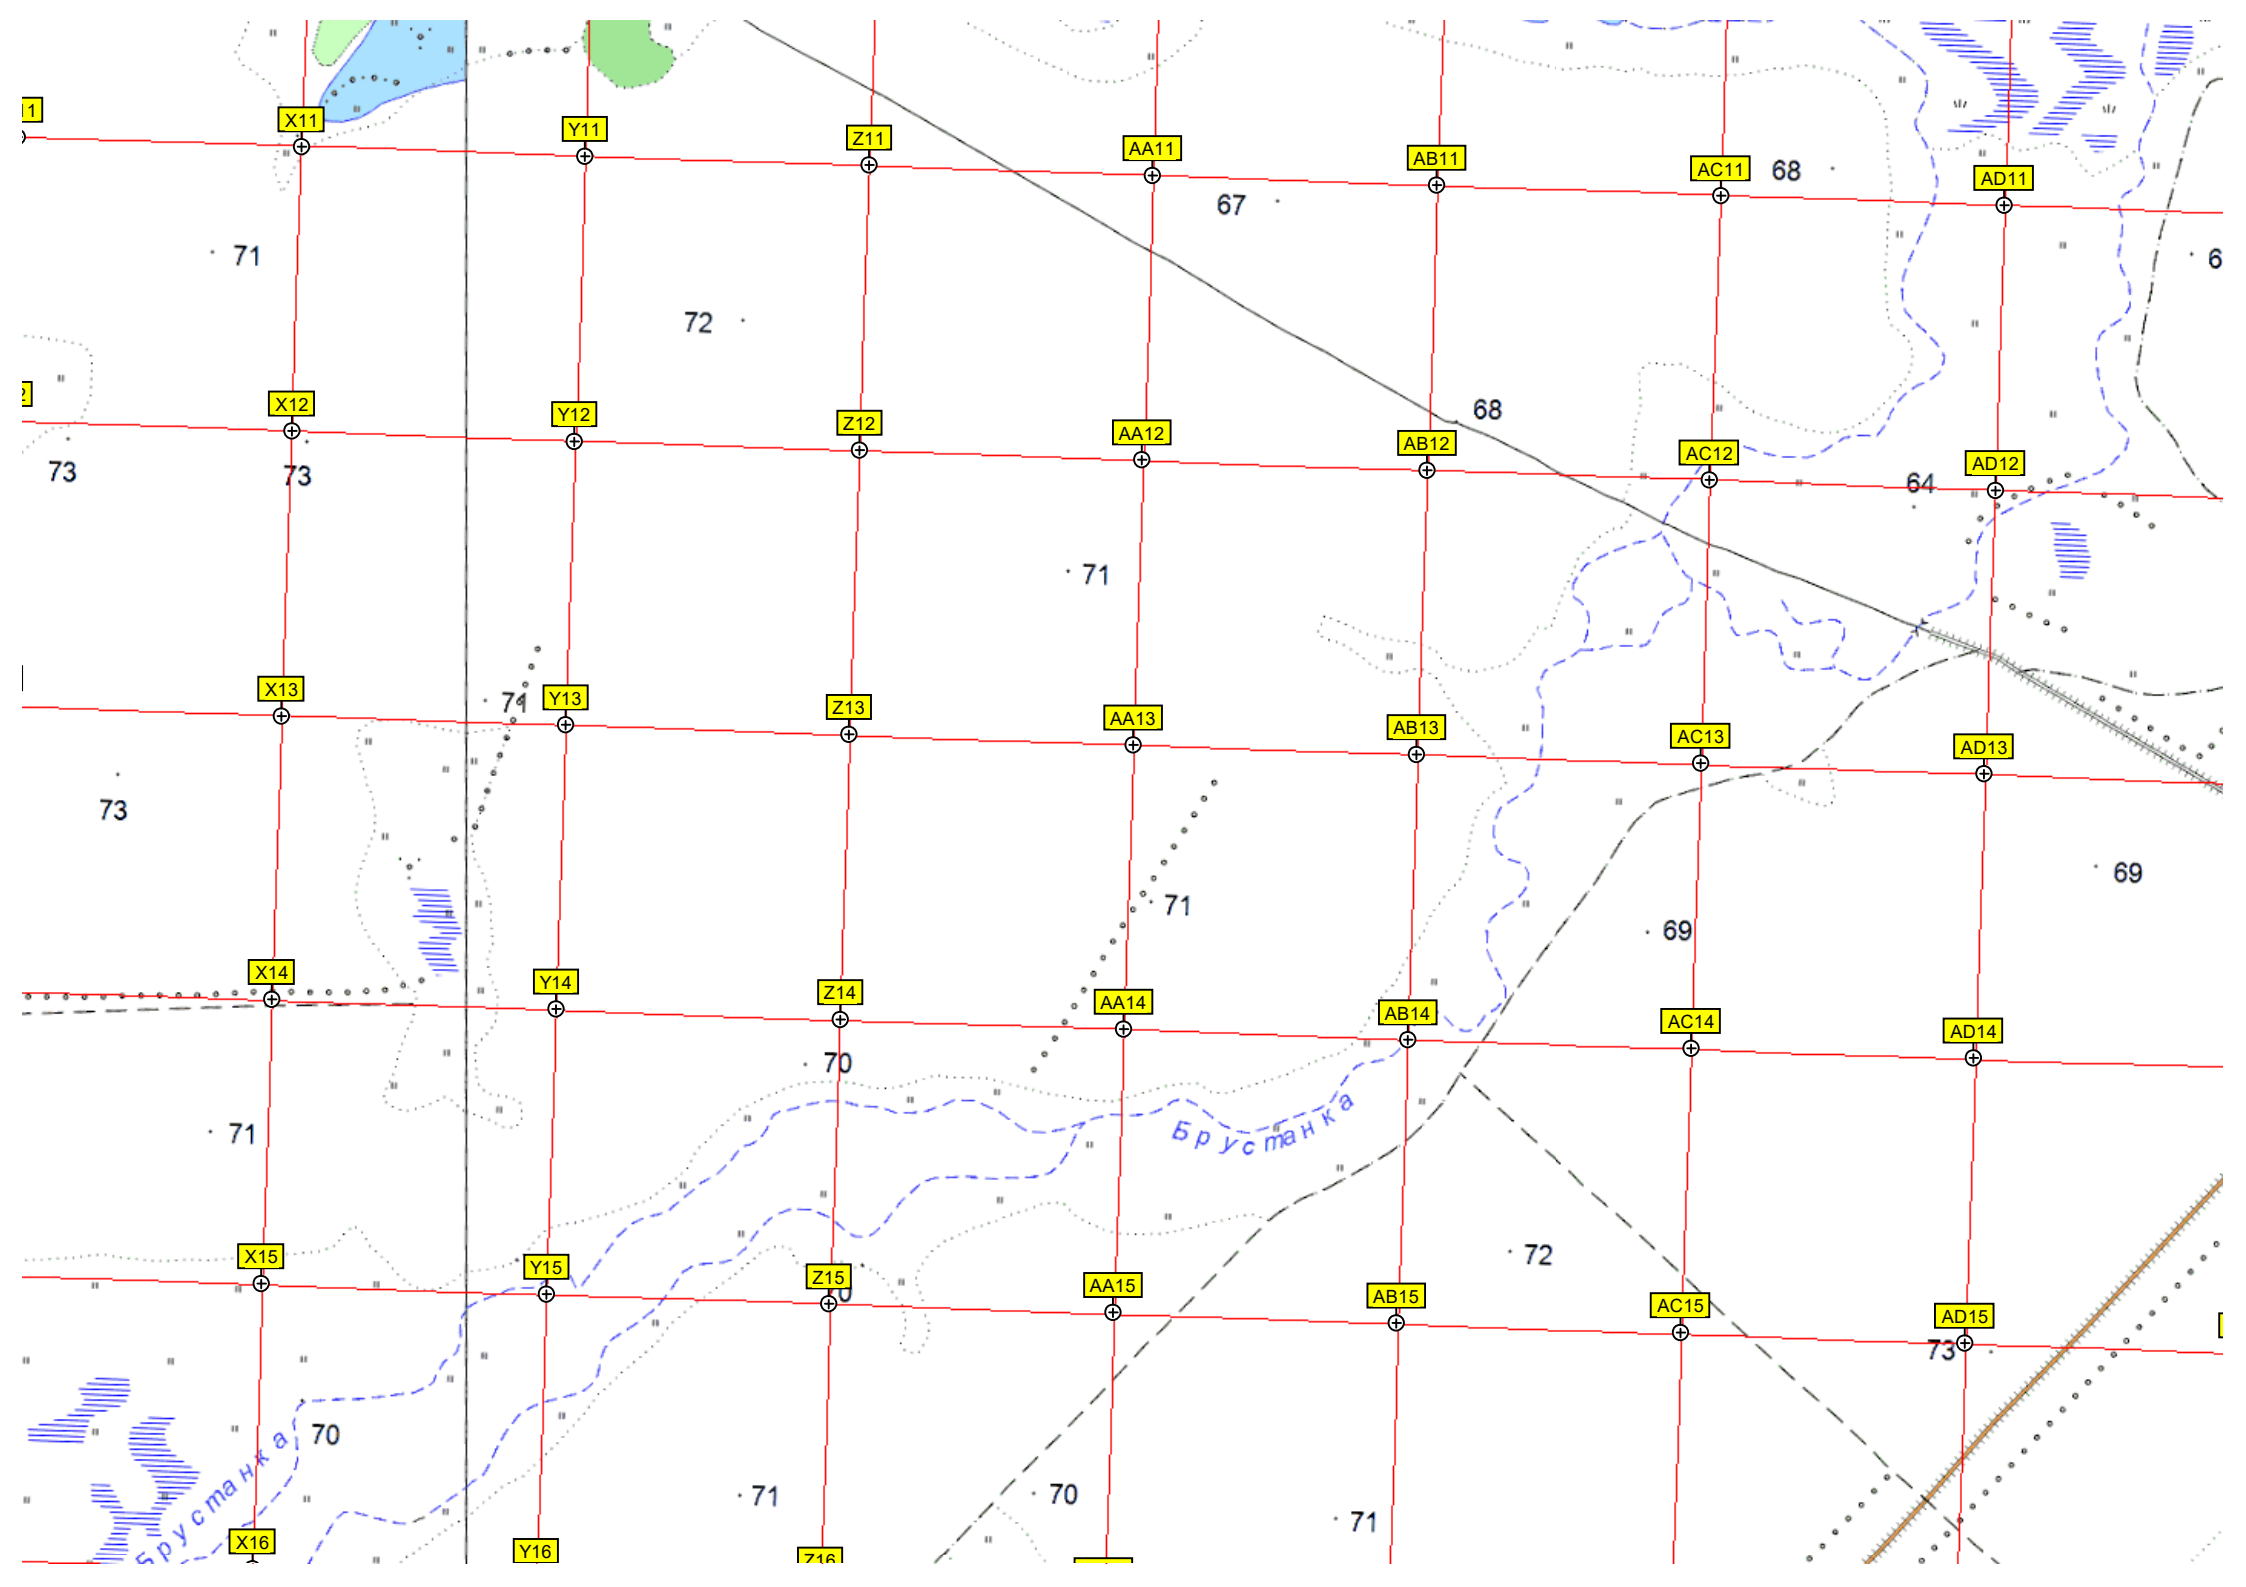 X11
Y11
Z11
AA11
AB11
AC11
68
AD11
67
71
72
68
X12
Y12
Z12
AA12
AB12
AC12
AD12
73
73
64
71
X13
71
Y13
Z13
AA13
AB13
AC13
AD13
73
69
71
69
X14
Y14
Z14
AA14
AB14
AC14
AD14
70
71
Брустанка
72
X15
Y15
Z15
AA15
AB15
AC15
AD15
73
70
Брустанка
71
70
71
X16
Y16
Z16